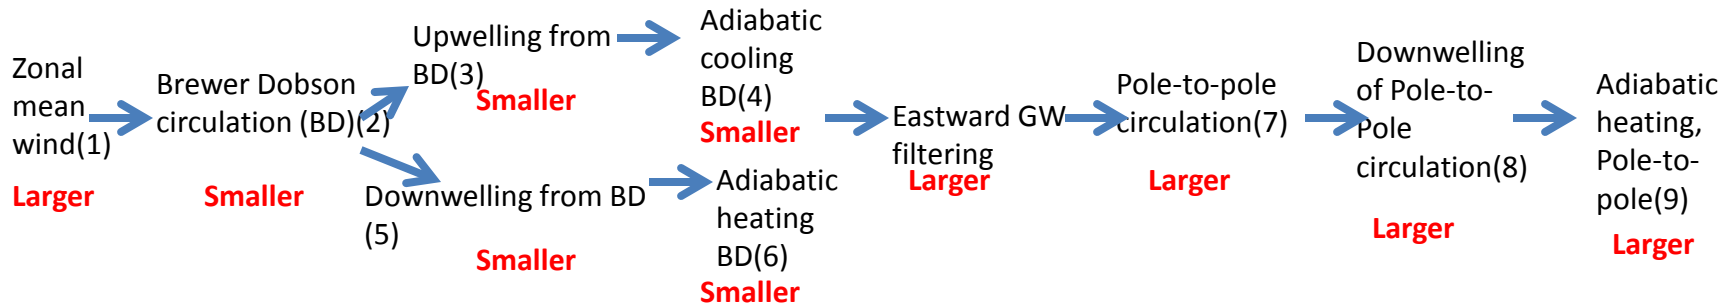 Zonal
mean
wind(1)
Larger
Brewer Dobson
circulation (BD)(2)
Smaller
Upwelling from
BD(3)
Smaller
Adiabatic
cooling
BD(4)
Smaller
Downwelling from BD
(5)
Smaller
Adiabatic
heating
BD(6)
Smaller
Eastward GW
filtering
Larger
Pole-to-pole
circulation(7)
Larger
Downwelling
of Pole-to-
Pole
circulation(8)
Larger
Adiabatic
heating,
Pole-to-
pole(9)
Larger